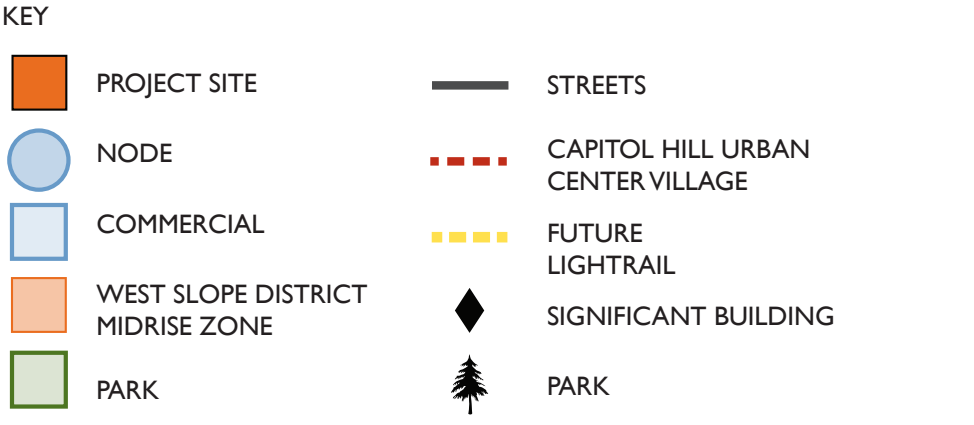 KEY
PROJECT SITE
NODE
COMMERCIAL
WEST SLOPE DISTRICT
MIDRISE ZONE
PARK
STREETS
CAPITOL HILL URBAN
CENTER VILLAGE
FUTURE
LIGHTRAIL
SIGNIFICANT BUILDING
PARK